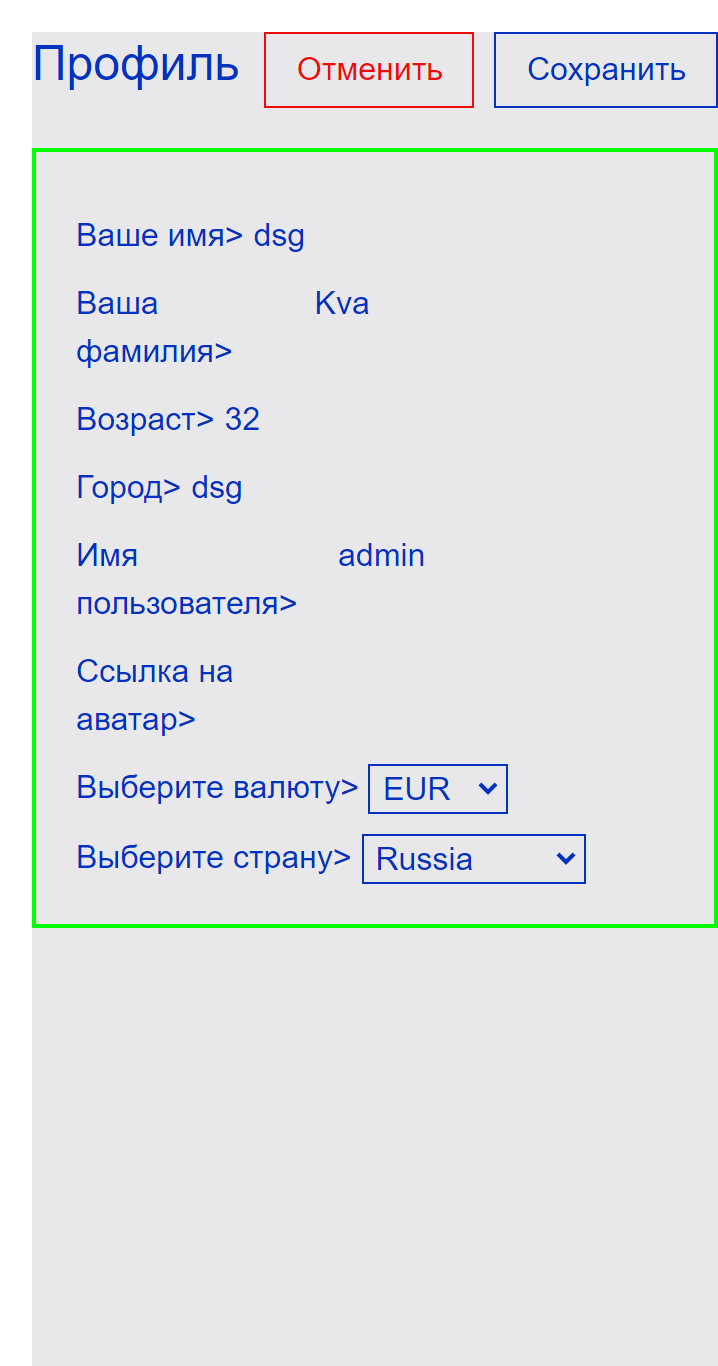 Профиль Отменить Сохранить
Ваше имя> dsg
Ваша Kva
фамилия>
Возраст> 32
Город> dsg
Имя admin
пользователя>
Ссылка на
аватар>
Выберите валюту> EUR
Выберите страну> Russia